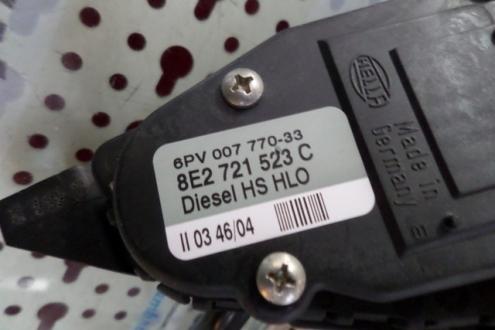 HELLA
Made in
Germany
6PV 007 770-33
8E2 721 523 C
Diesel HS HLO
II 03 46/04